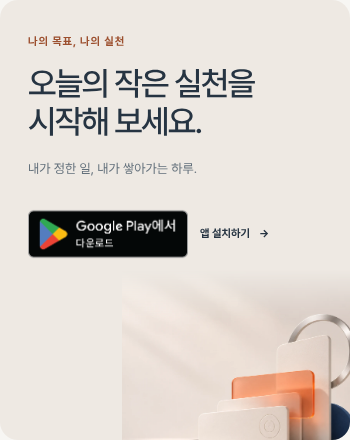 나의 목표, 나의 실천
오늘의 작은 실천을
시작해 보세요.
내가 정한 일, 내가 쌓아가는 하루.
Google Play에서
다운로드
앱 설치하기 →